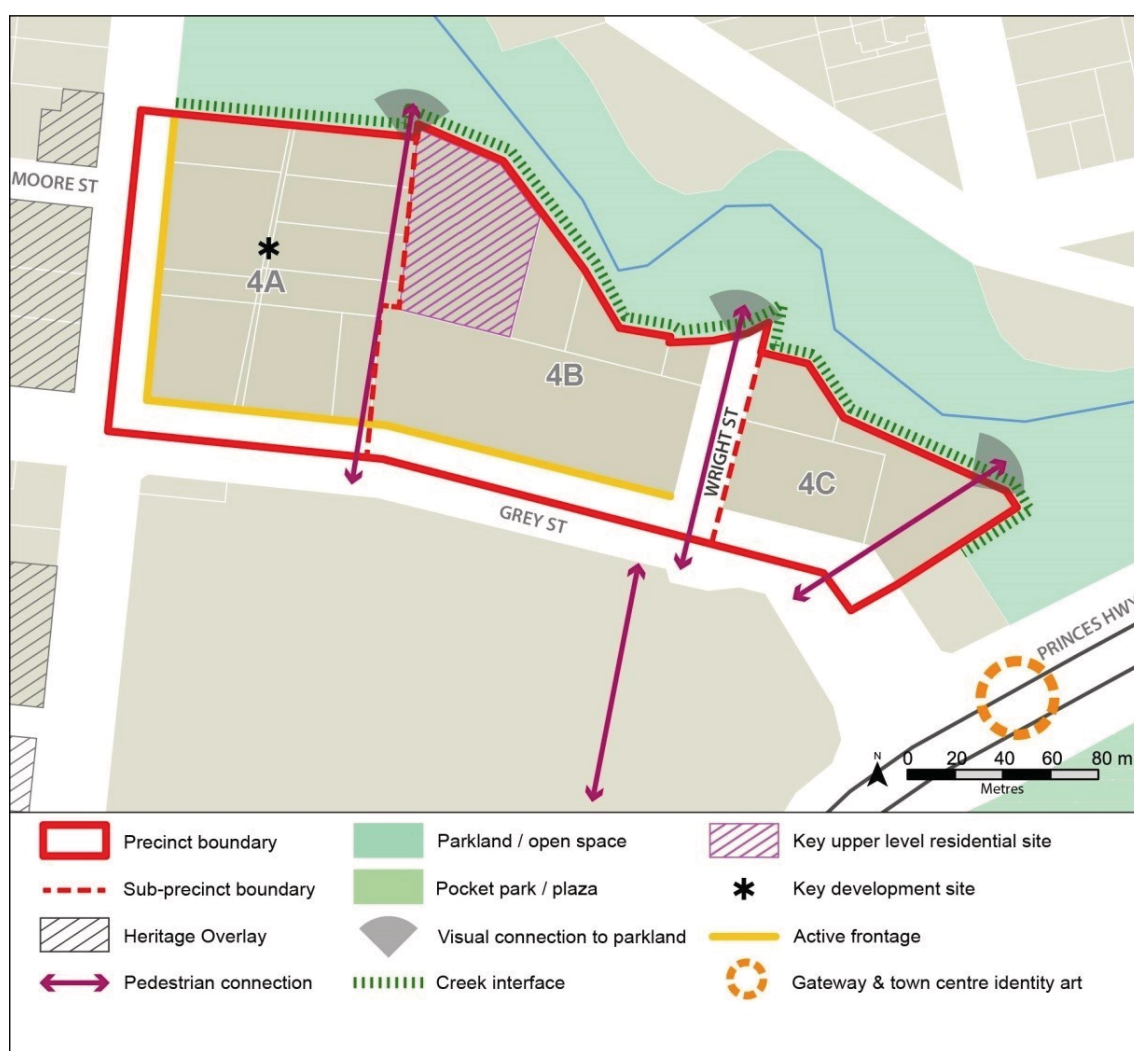 MOORE ST
4A
4B
WRIGHT ST
4C
GREY ST
PRINCES HWY
N
0 20 40 60 80 m
Metres
Precinct boundary
Parkland / open space
Key upper level residential site
Sub-precinct boundary
Pocket park / plaza
Key development site
Heritage Overlay
Visual connection to parkland
Active frontage
Pedestrian connection
Creek interface
Gateway & town centre identity art